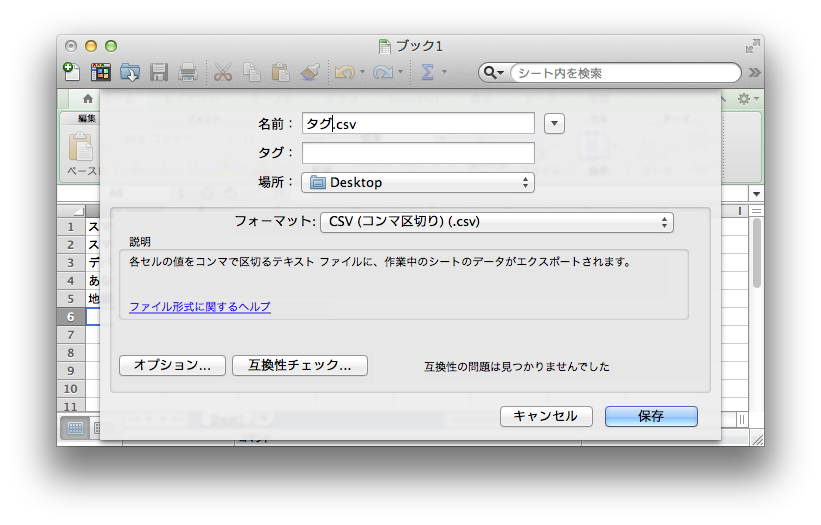 ブック1
シート内を検索
編集
ペースト
名前：
タグ.csv
タグ：
場所：
Desktop
フォーマット:
CSV (コンマ区切り) (.csv)
説明
各セルの値をコンマで区切るテキスト ファイルに、作業中のシートのデータがエクスポートされます。
ファイル形式に関するヘルプ
オプション...
互換性チェック...
互換性の問題は見つかりませんでした
キャンセル
保存
I
1 ス
2 ス
3 デ
4 あ
5 地
6
7
8
9
10
11